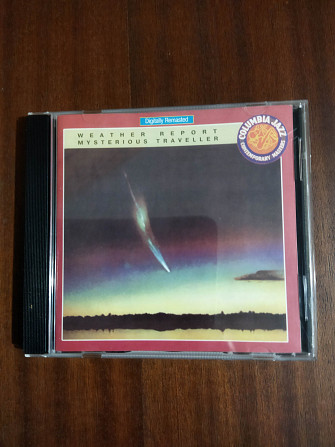 Digitally Remastered
WEATHER REPORT
MYSTERIOUS TRAVELLER
COLUMBIA JAZZ
CONTEMPORARY MASTERS